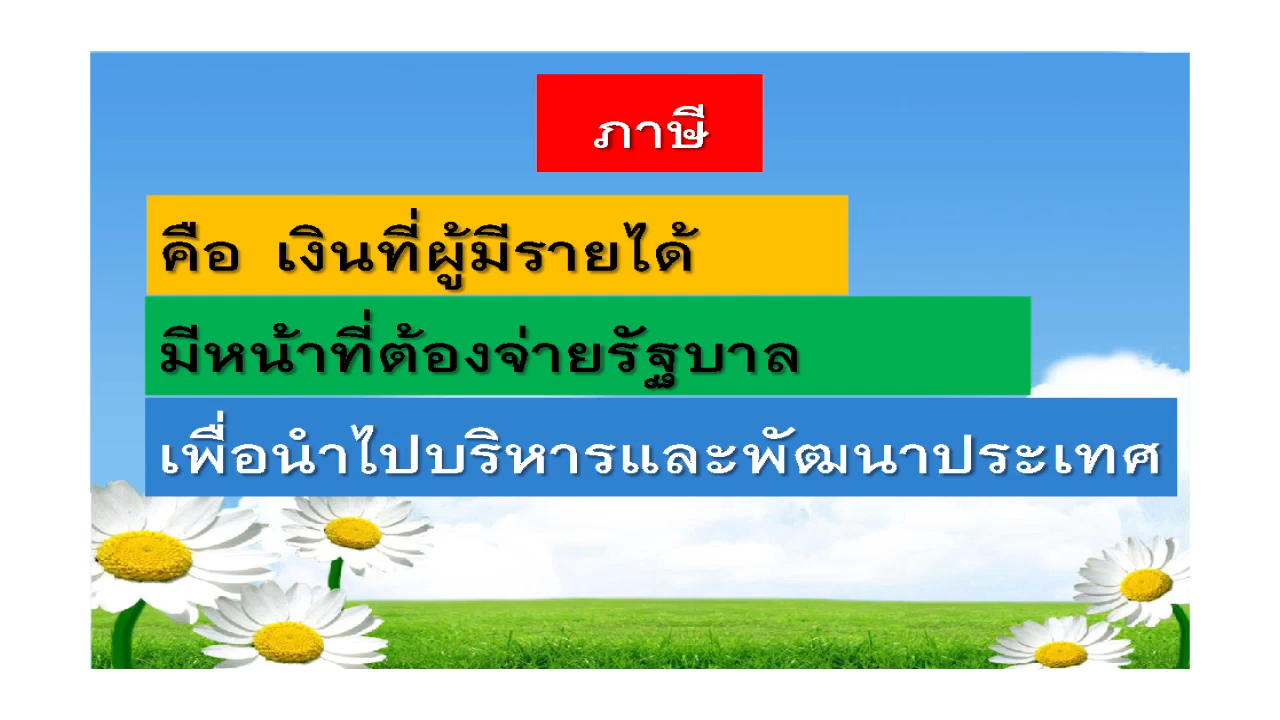 ภาษี
คือ เงินที่ผู้มีรายได้
มีหน้าที่ต้องจ่ายรัฐบาล
เพื่อนำไปบริหารและพัฒนาประเทศ